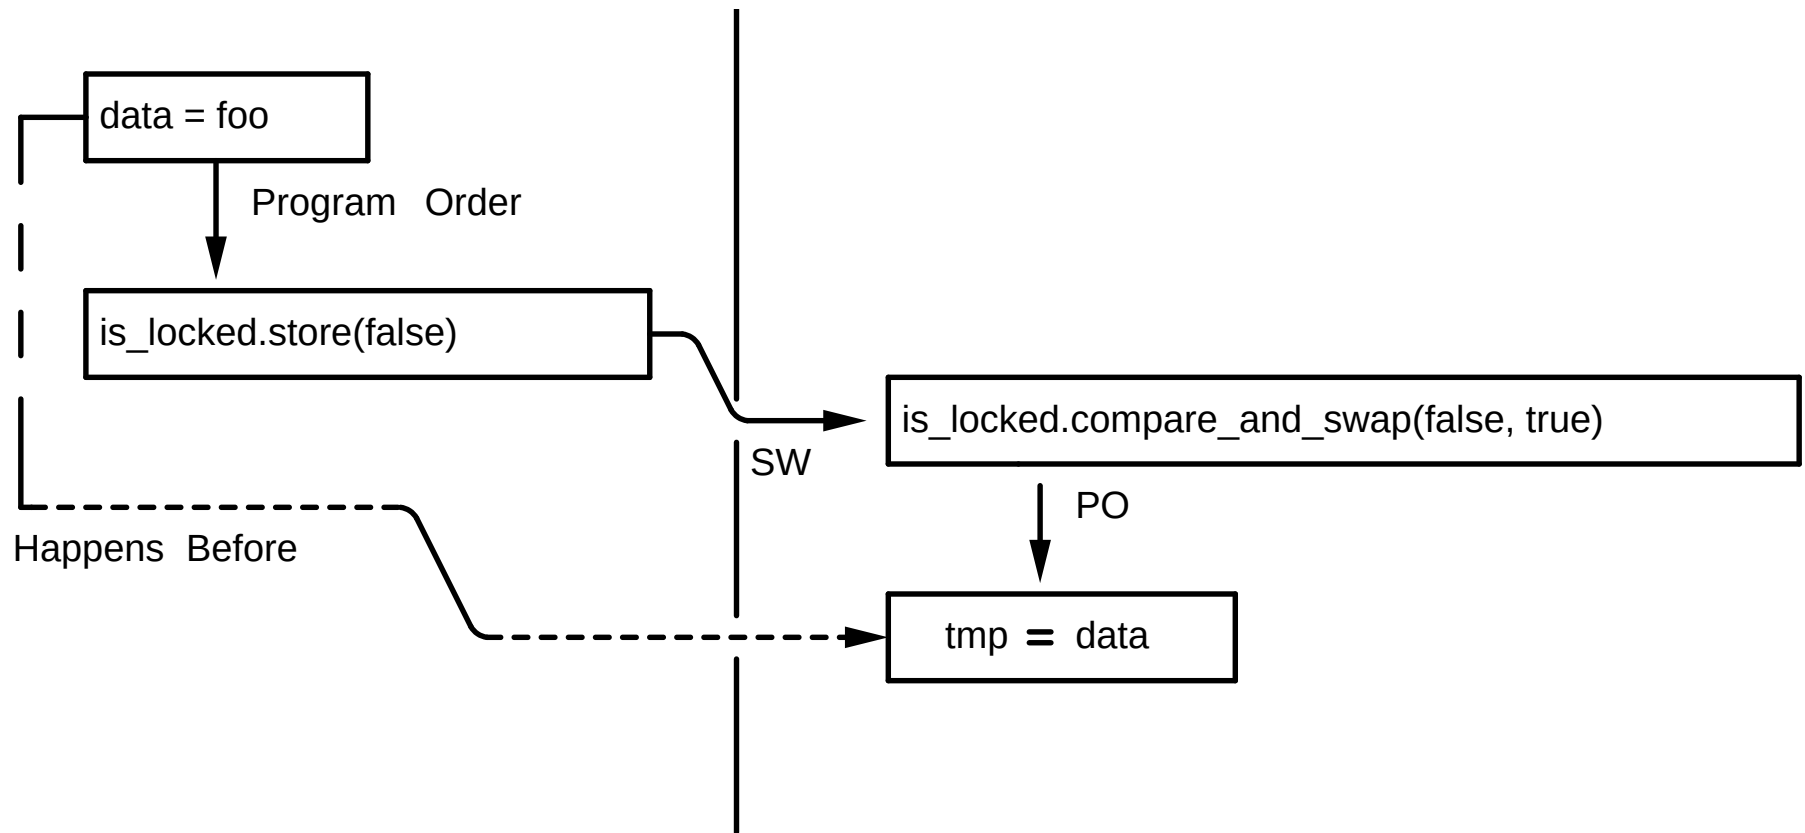 data = foo
Program Order
is_locked.store(false)
is_locked.compare_and_swap(false, true)
SW
PO
Happens Before
tmp = data